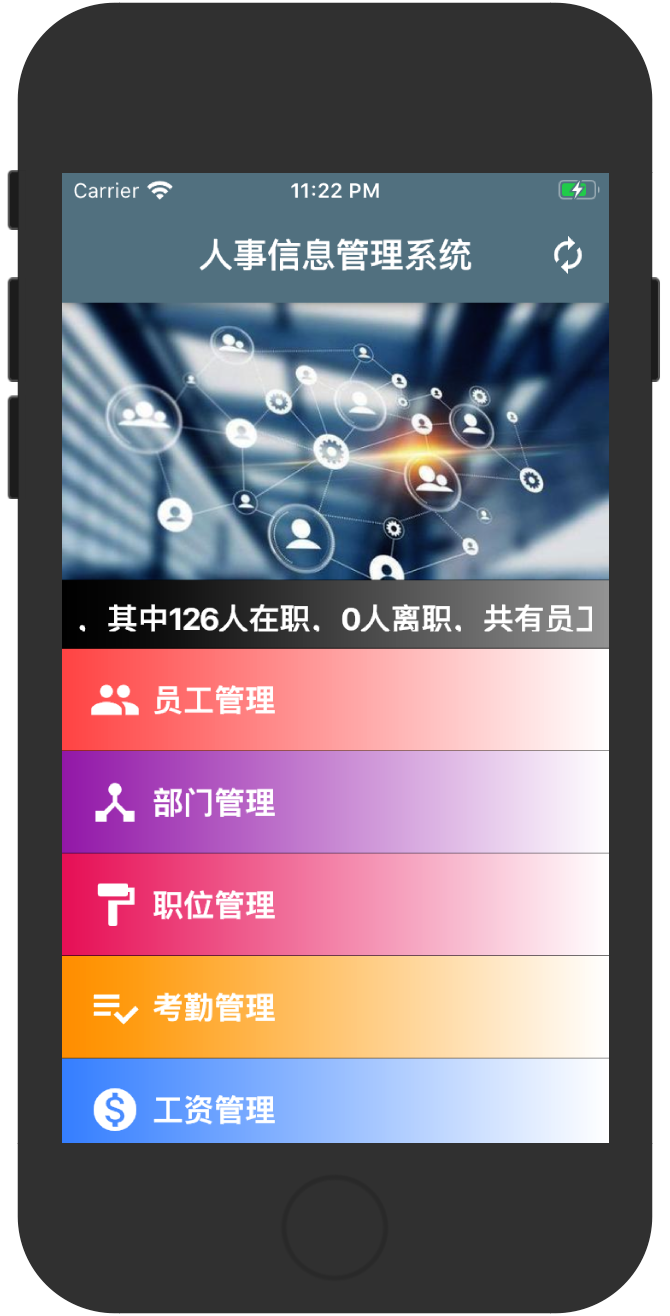 Carrier 11:22 PM
人事信息管理系统
. 其中126人在职. 0人离职. 共有员工
员工管理
部门管理
职位管理
考勤管理
工资管理